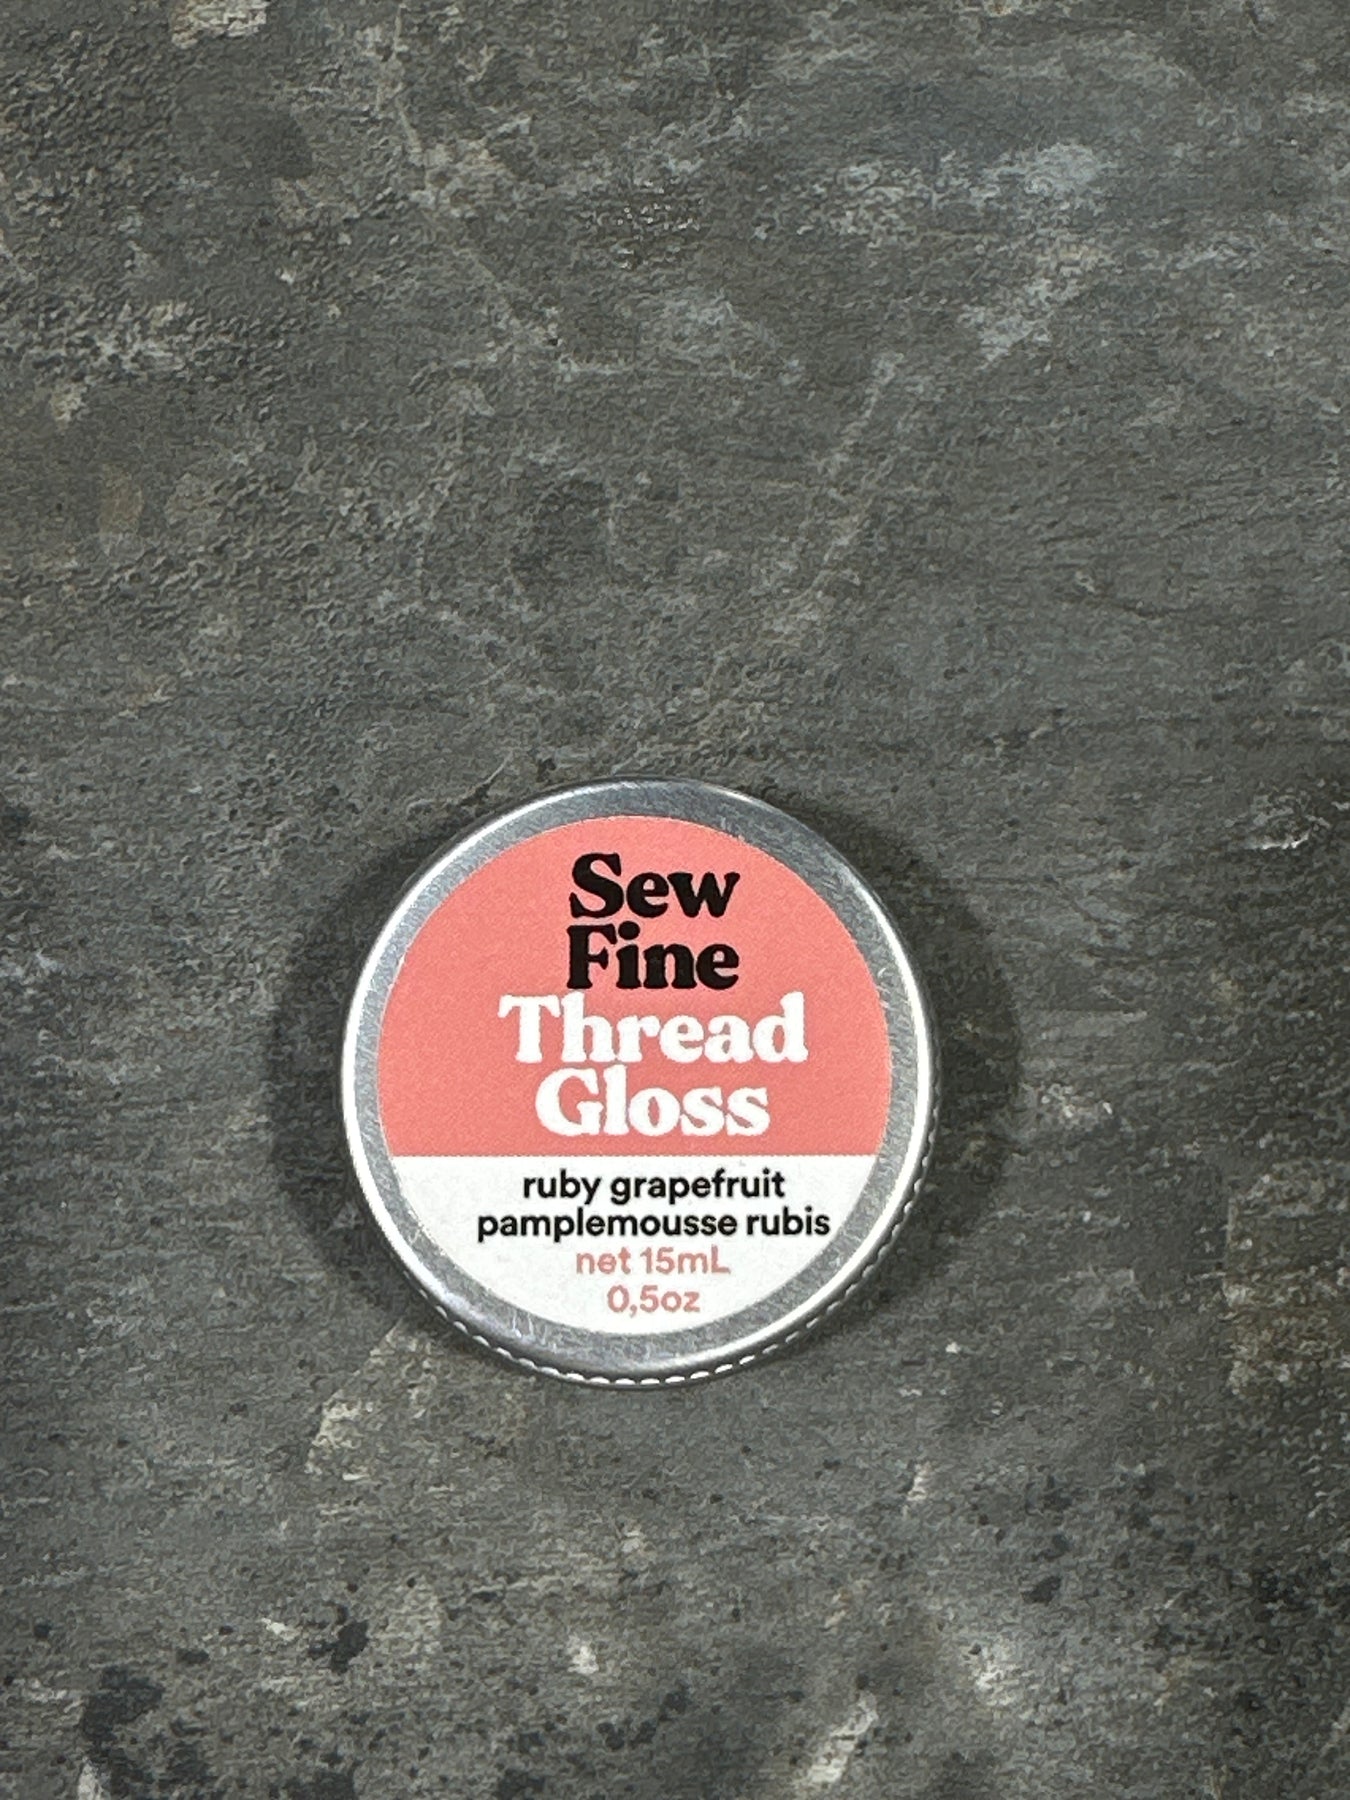 Sew
Fine
Thread
Gloss
ruby grapefruit
pamplemousse rubis
net 15mL
0,5oz